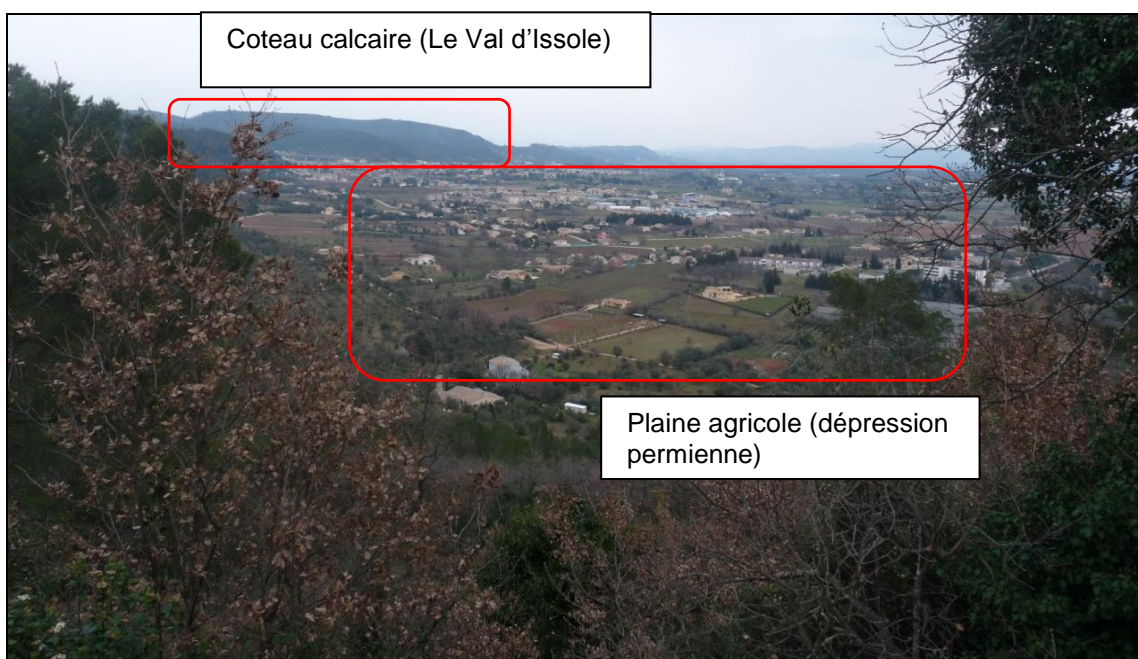 Coteau calcaire (Le Val d’Issole)
Plaine agricole (dépression
permienne)